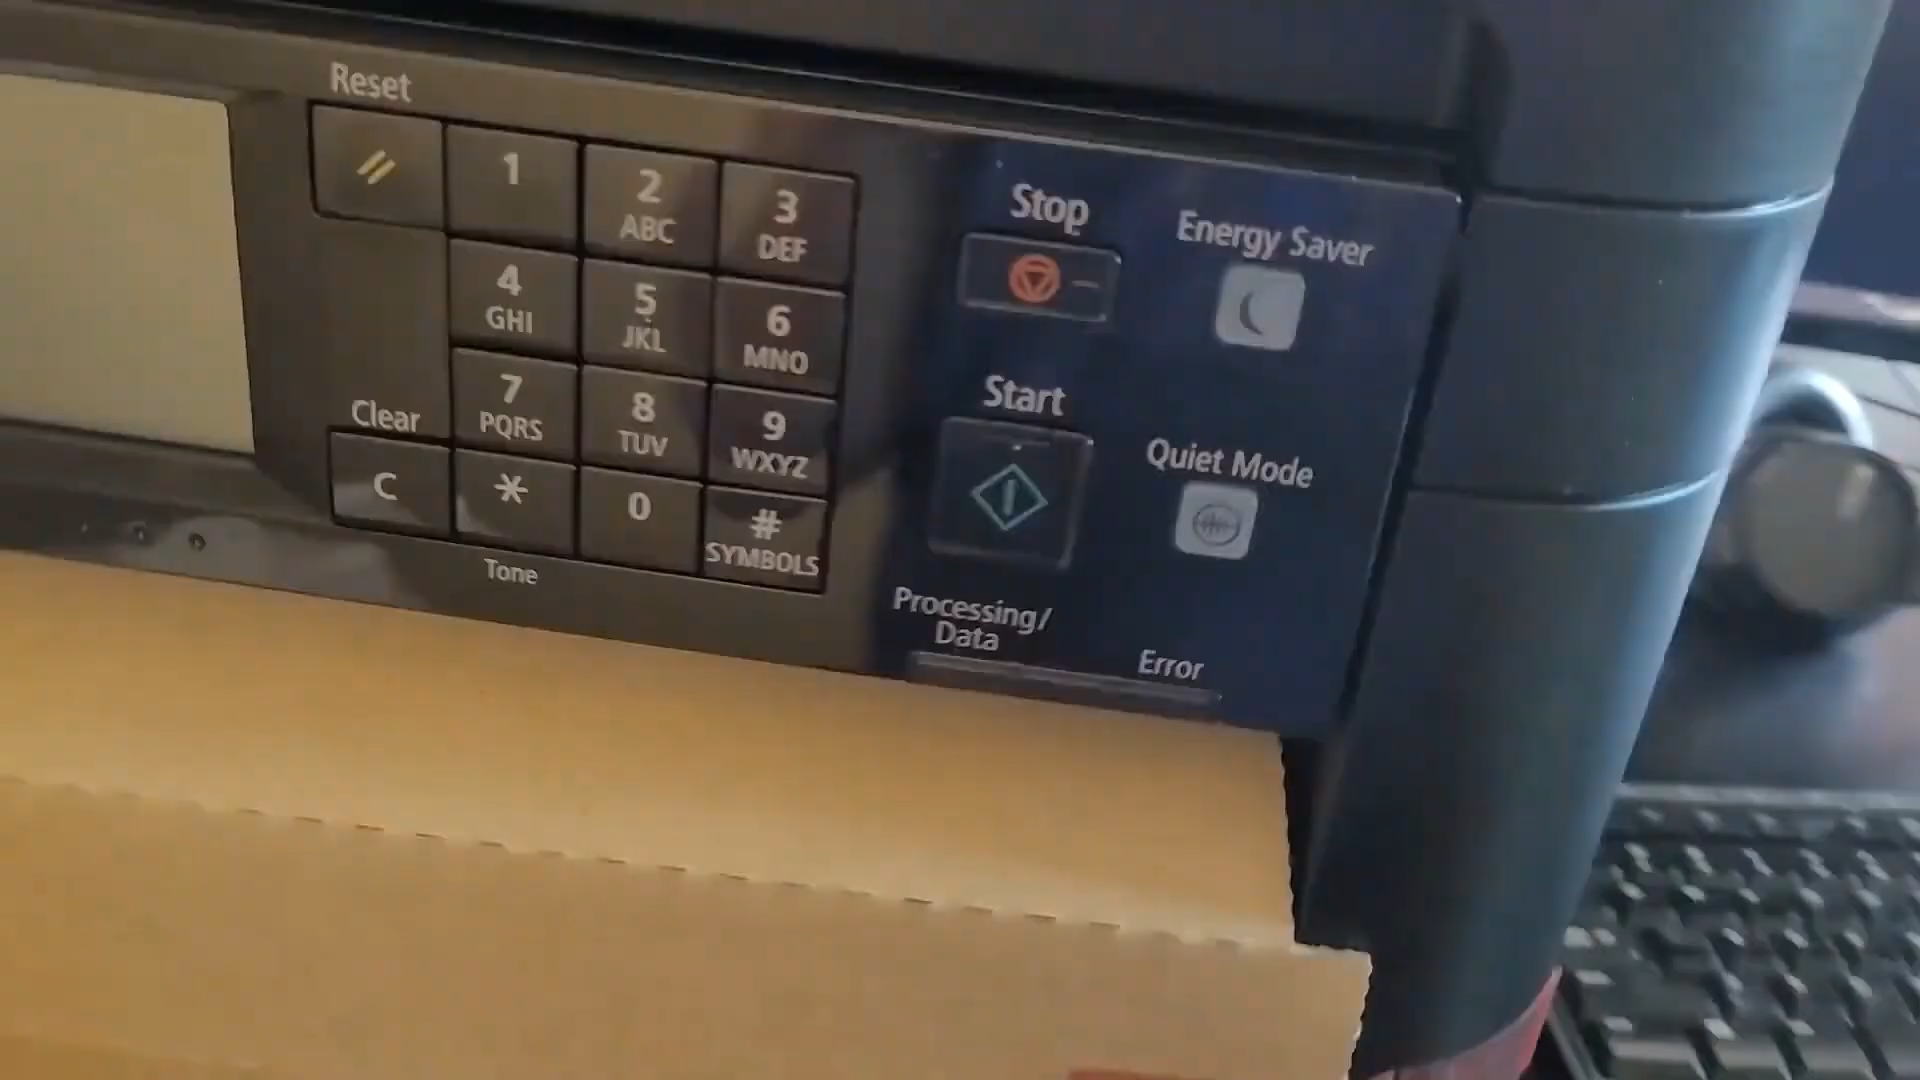 Reset
1
2
ABC
3
DEF
4
GHI
5
JKL
6
MNO
Clear
C
7
PQRS
8
TUV
9
WXYZ
*
0
#
SYMBOLS
Tone
Stop
Energy Saver
Start
Quiet Mode
Processing/
Data
Error